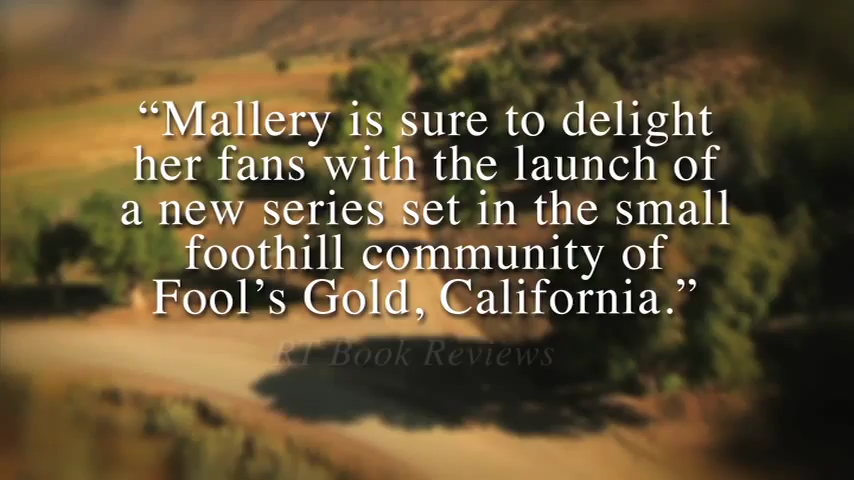 “Mallery is sure to delight
her fans with the launch of
a new series set in the small
foothill community of
Fool’s Gold, California.”
RT Book Reviews